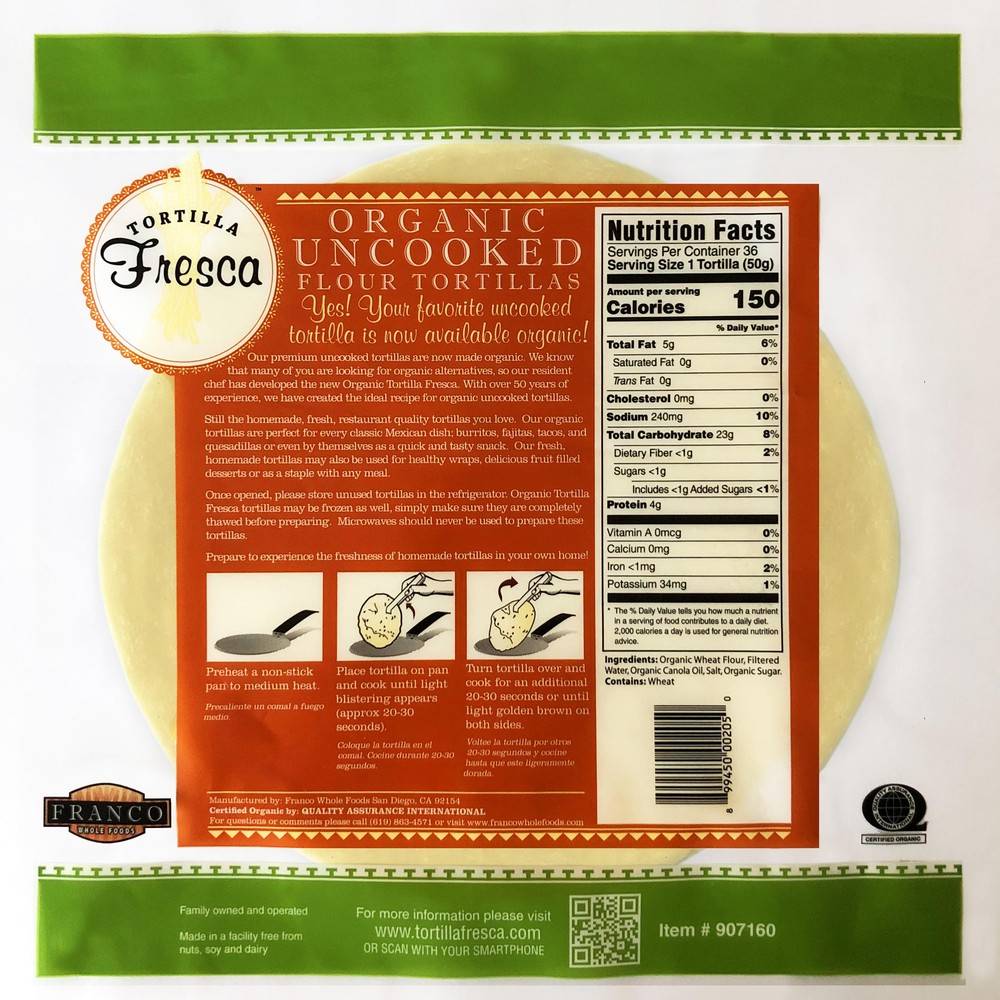 TORTILLA
Fresca
™
ORGANIC
UNCOOKED
FLOUR TORTILLAS
Yes! Your favorite uncooked
tortilla is now available organic!
Our premium uncooked tortillas are now made organic. We know
that many of you are looking for organic alternatives, so our resident
chef has developed the new Organic Tortilla Fresca. With over 50 years of
experience, we have created the ideal recipe for organic uncooked tortillas.
Still the homemade, fresh, restaurant quality tortillas you love. Our organic
tortillas are perfect for every classic Mexican dish; burritos, fajitas, tacos, and
quesadillas or even by themselves as a quick and tasty snack. Our fresh,
homemade tortillas may also be used for healthy wraps, delicious fruit filled
desserts or as a staple with any meal.
Once opened, please store unused tortillas in the refrigerator. Organic Tortilla
Fresca tortillas may be frozen as well, simply make sure they are completely
thawed before preparing. Microwaves should never be used to prepare these
tortillas.
Prepare to experience the freshness of homemade tortillas in your own home!
Preheat a non-stick
pan to medium heat.
Precaliente un comal a fuego
medio.
Place tortilla on pan
and cook until light
blistering appears
(approx 20-30
seconds).
Coloque la tortilla en el
comal. Cocine durante 20-30
segundos.
Turn tortilla over and
cook for an additional
20-30 seconds or until
light golden brown on
both sides.
Voltee la tortilla por otros
20-30 segundos y cocine
hasta que este ligeramente
dorada.
Manufactured by: Franco Whole Foods San Diego, CA 92154
Certified Organic by: QUALITY ASSURANCE INTERNATIONAL
For questions or comments please call (619) 863-4571 or visit www.francowholefoods.com
Nutrition Facts
Servings Per Container 36
Serving Size 1 Tortilla (50g)
Amount per serving
Calories 150
% Daily Value*
Total Fat 5g 6%
Saturated Fat 0g 0%
Trans Fat 0g
Cholesterol 0mg 0%
Sodium 240mg 10%
Total Carbohydrate 23g 8%
Dietary Fiber <1g 2%
Sugars <1g
Includes <1g Added Sugars <1%
Protein 4g
Vitamin A 0mcg 0%
Calcium 0mg 0%
Iron <1mg 2%
Potassium 34mg 1%
* The % Daily Value tells you how much a nutrient
in a serving of food contributes to a daily diet.
2,000 calories a day is used for general nutrition
advice.
Ingredients: Organic Wheat Flour, Filtered
Water, Organic Canola Oil, Salt, Organic Sugar.
Contains: Wheat
8 99450 00205 0
FRANCO
WHOLE FOODS
QUALITY ASSURANCE
INTERNATIONAL
CERTIFIED ORGANIC
Family owned and operated
Made in a facility free from
nuts, soy and dairy
For more information please visit
www.tortillafresca.com
OR SCAN WITH YOUR SMARTPHONE
Item # 907160